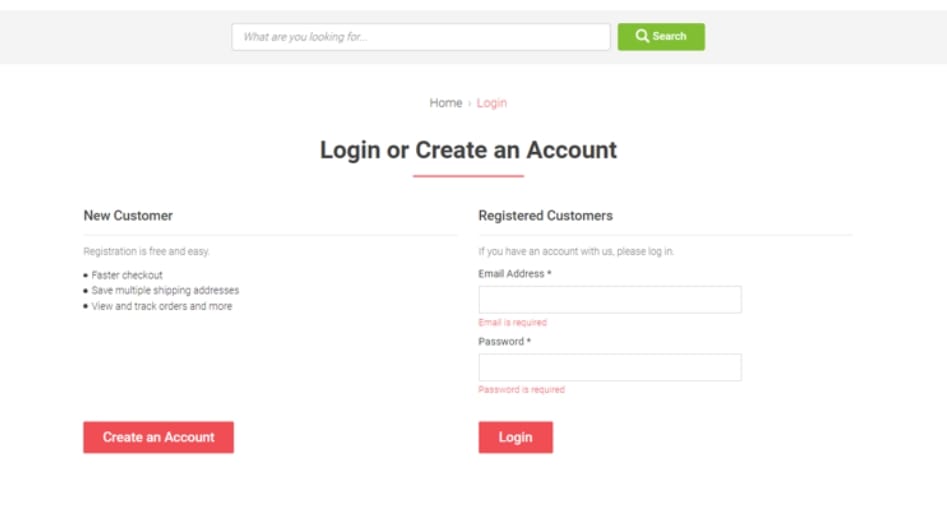 What are you looking for...
Search
Home › Login
Login or Create an Account
New Customer
Registration is free and easy.
• Faster checkout
• Save multiple shipping addresses
• View and track orders and more
Create an Account
Registered Customers
If you have an account with us, please log in.
Email Address *
Email is required
Password *
Password is required
Login